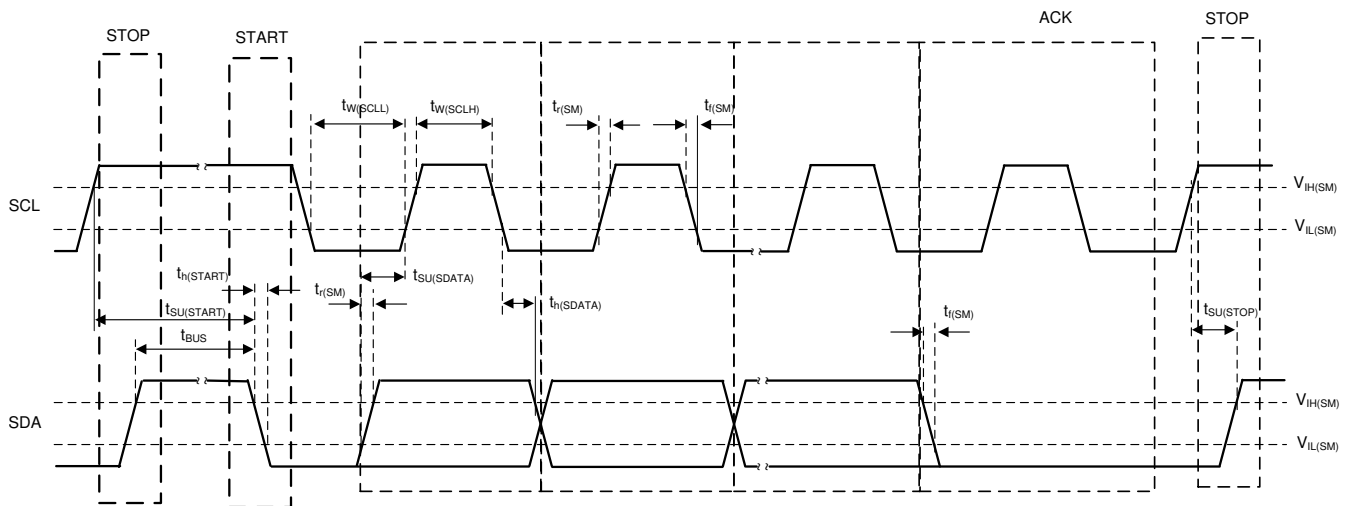 ACK
STOP
START
STOP
tW(SCLL)
tW(SCLH)
tr(SM)
tf(SM)
SCL
VIH(SM)
VIL(SM)
th(START)
tSU(START)
tBUS
tr(SM)
tSU(SDATA)
th(SDATA)
tf(SM)
tSU(STOP)
SDA
VIH(SM)
VIL(SM)